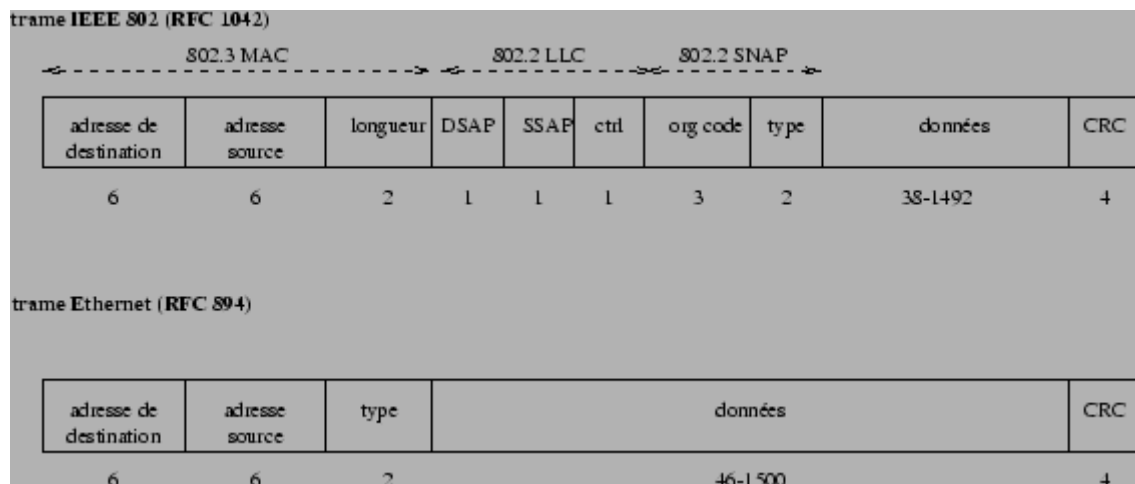 trame IEEE 802 (RFC 1042)
802.3 MAC 802.2 LLC 802.2 SNAP
adresse de destination adresse source longueur DSAP SSAP ctrl org code type données CRC
6 6 2 1 1 1 3 2 38-1492 4
trame Ethernet (RFC 894)
adresse de destination adresse source type données CRC
6 6 2 46-1500 4